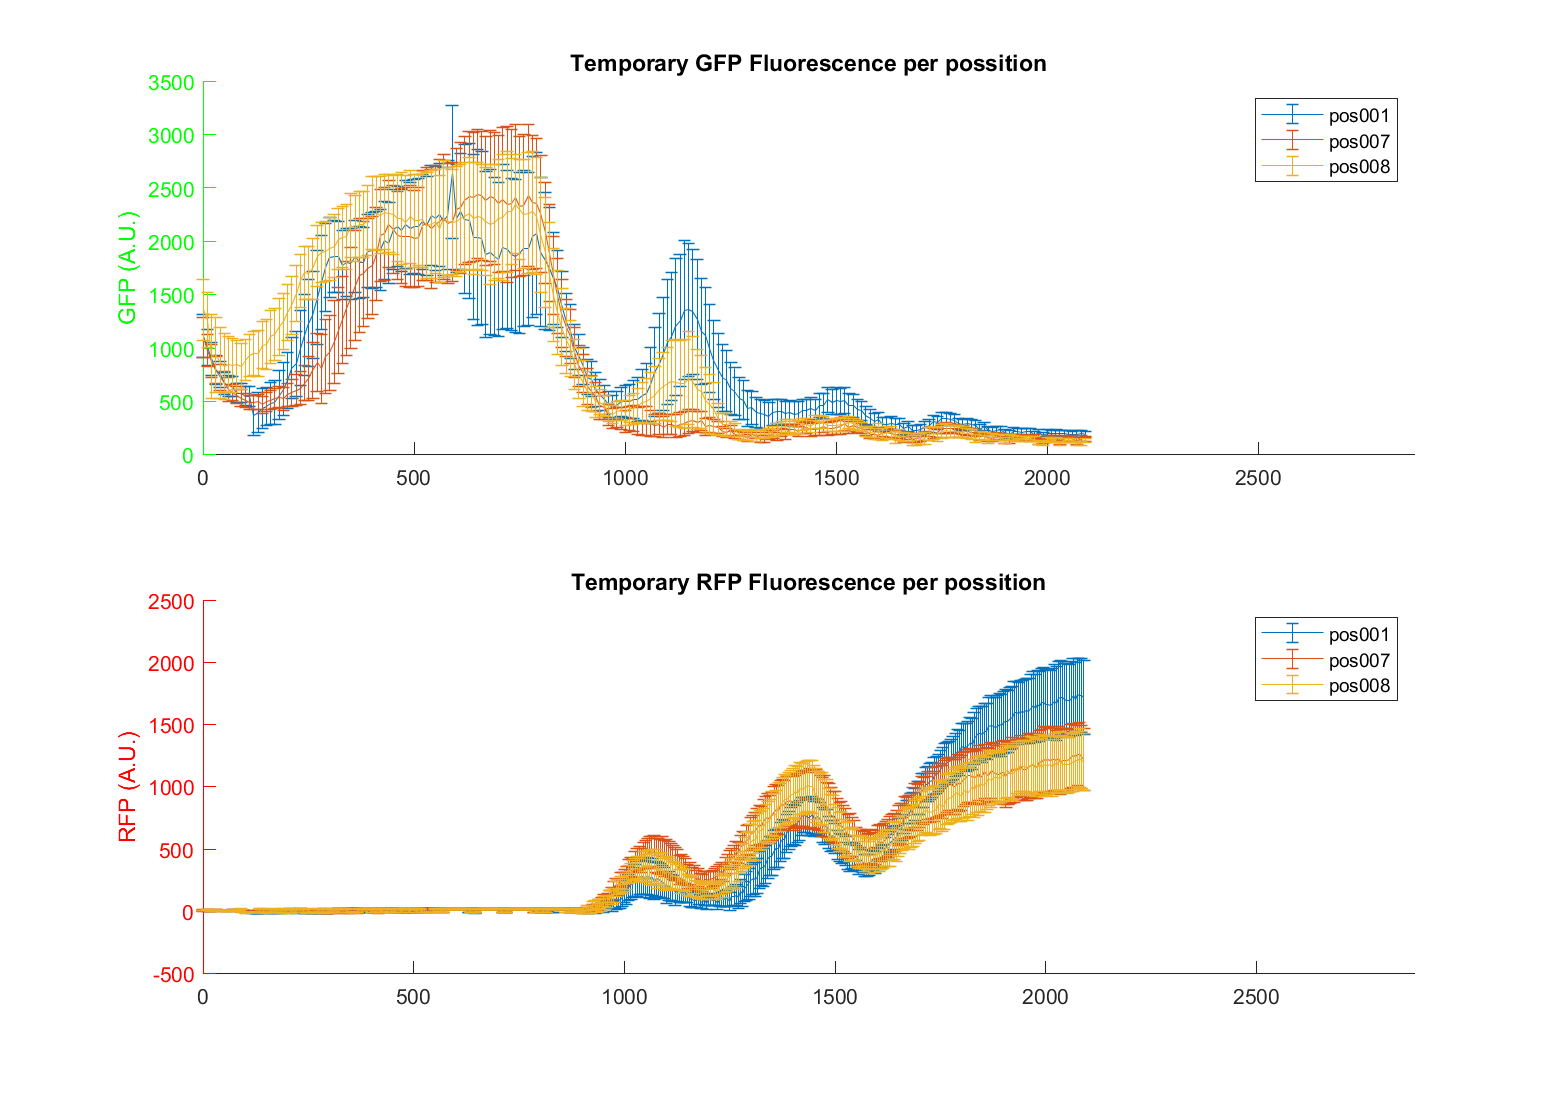 Temporary GFP Fluorescence per possition
GFP (A.U.)
3500
3000
2500
2000
1500
1000
500
0
0 500 1000 1500 2000 2500
pos001
pos007
pos008
Temporary RFP Fluorescence per possition
RFP (A.U.)
2500
2000
1500
1000
500
0
-500
0 500 1000 1500 2000 2500
pos001
pos007
pos008